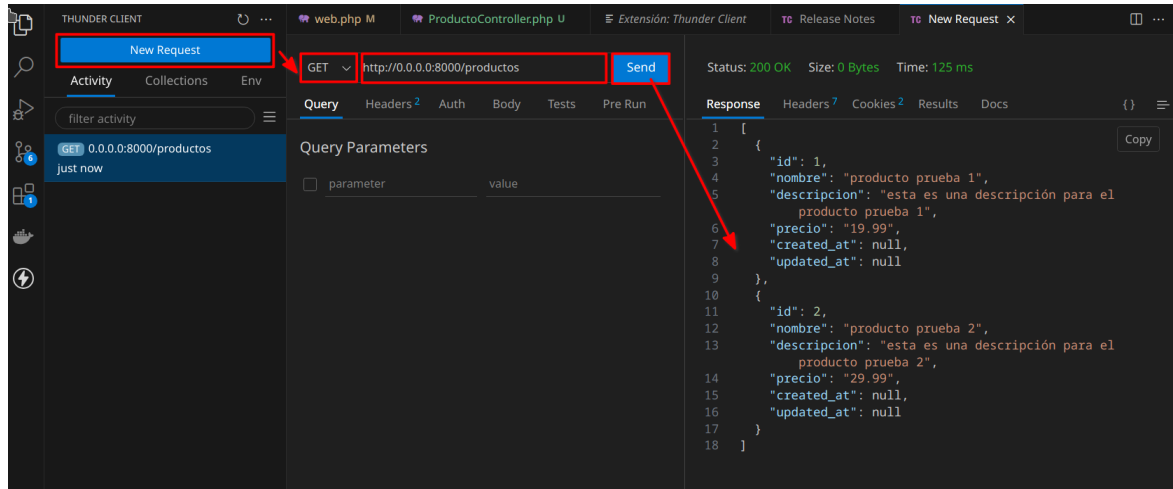 THUNDER CLIENT
New Request
Activity Collections Env
filter activity
GET 0.0.0.0:8000/productos
just now
6
1
web.php M
ProductoController.php U
Extensión: Thunder Client
TC Release Notes
TC New Request
GET http://0.0.0.0:8000/productos Send
Query Headers 2 Auth Body Tests Pre Run
Query Parameters
parameter value
Status: 200 OK Size: 0 Bytes Time: 125 ms
Response Headers 7 Cookies 2 Results Docs {}
Copy
1 [
2 {
3 "id": 1,
4 "nombre": "producto prueba 1",
5 "descripcion": "esta es una descripción para el
producto prueba 1",
6 "precio": "19.99",
7 "created_at": null,
8 "updated_at": null
9 },
10 {
11 "id": 2,
12 "nombre": "producto prueba 2",
13 "descripcion": "esta es una descripción para el
producto prueba 2",
14 "precio": "29.99",
15 "created_at": null,
16 "updated_at": null
17 }
18 ]